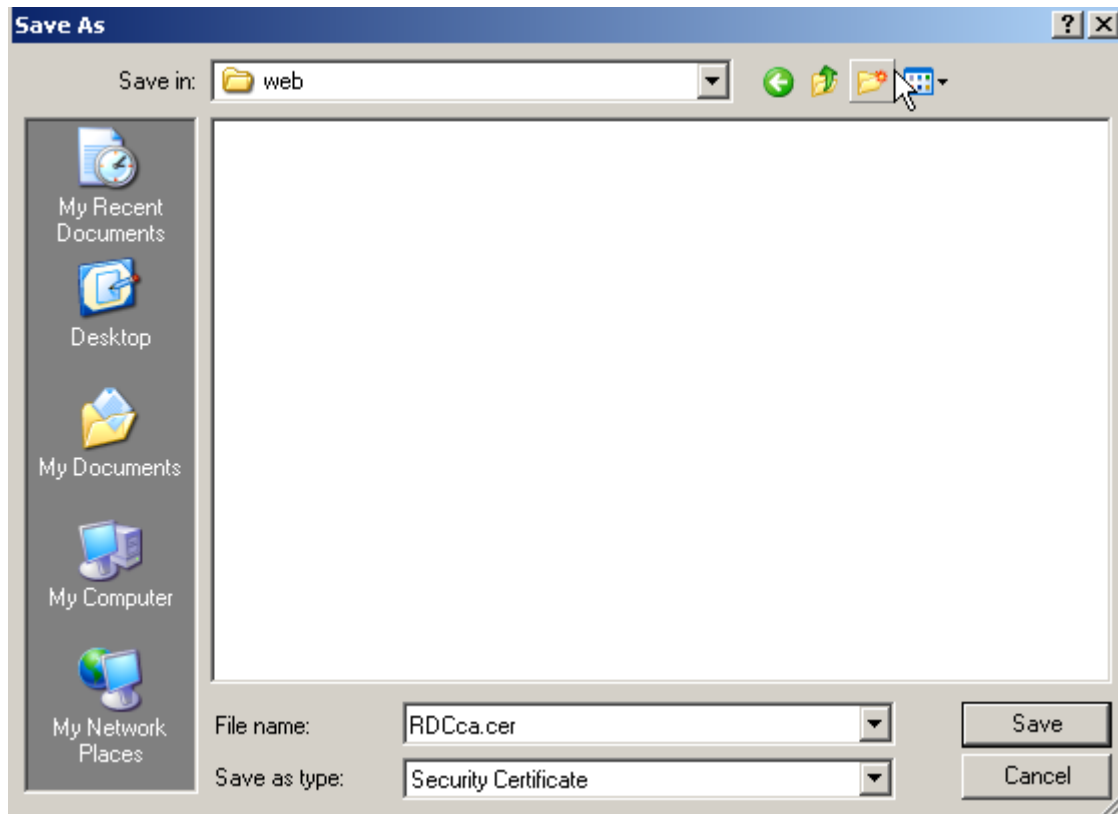 Save As
Save in:
web
My Recent
Documents
Desktop
My Documents
My Computer
My Network
Places
File name:
RDCca.cer
Save
Save as type:
Security Certificate
Cancel